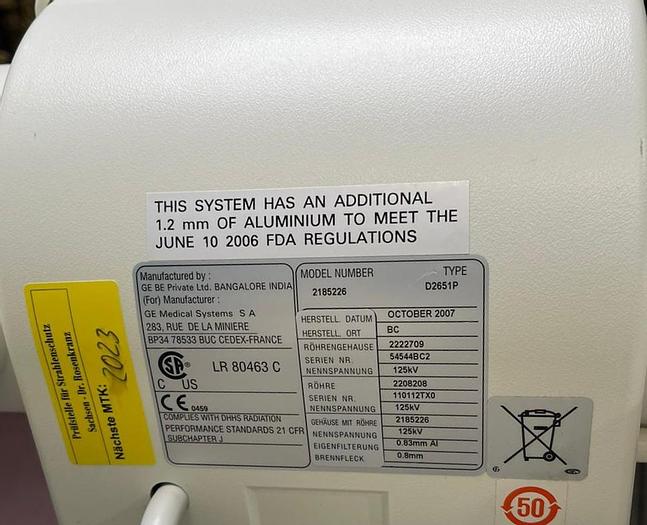 THIS SYSTEM HAS AN ADDITIONAL
1.2 mm OF ALUMINIUM TO MEET THE
JUNE 10 2006 FDA REGULATIONS
Manufactured by :
GE BE Private Ltd. BANGALORE INDIA
(For) Manufacturer :
GE Medical Systems S A
283, RUE DE LA MINIERE
BP34 78533 BUC CEDEX-FRANCE
SP®
LR 80463 C
C US
CE 0459
COMPLIES WITH DHHS RADIATION
PERFORMANCE STANDARDS 21 CFR
SUBCHAPTER J
MODEL NUMBER TYPE
2185226 D2651P
HERSTELL. DATUM OCTOBER 2007
HERSTELL. ORT BC
RÖHRENGEHAUSE 2222709
SERIEN NR. 54544BC2
NENNSPANNUNG 125kV
RÖHRE 2208208
SERIEN NR. 110112TX0
NENNSPANNUNG 125kV
GEHÄUSE MIT RÖHRE 2185226
NENNSPANNUNG 125kV
EIGENFILTERUNG 0.83mm Al
BRENNFLECK 0.8mm
Prüfstelle für Strahlenschutz
Sachsen - Dr. Rosenkranz
Nächste MTK: 2023
50